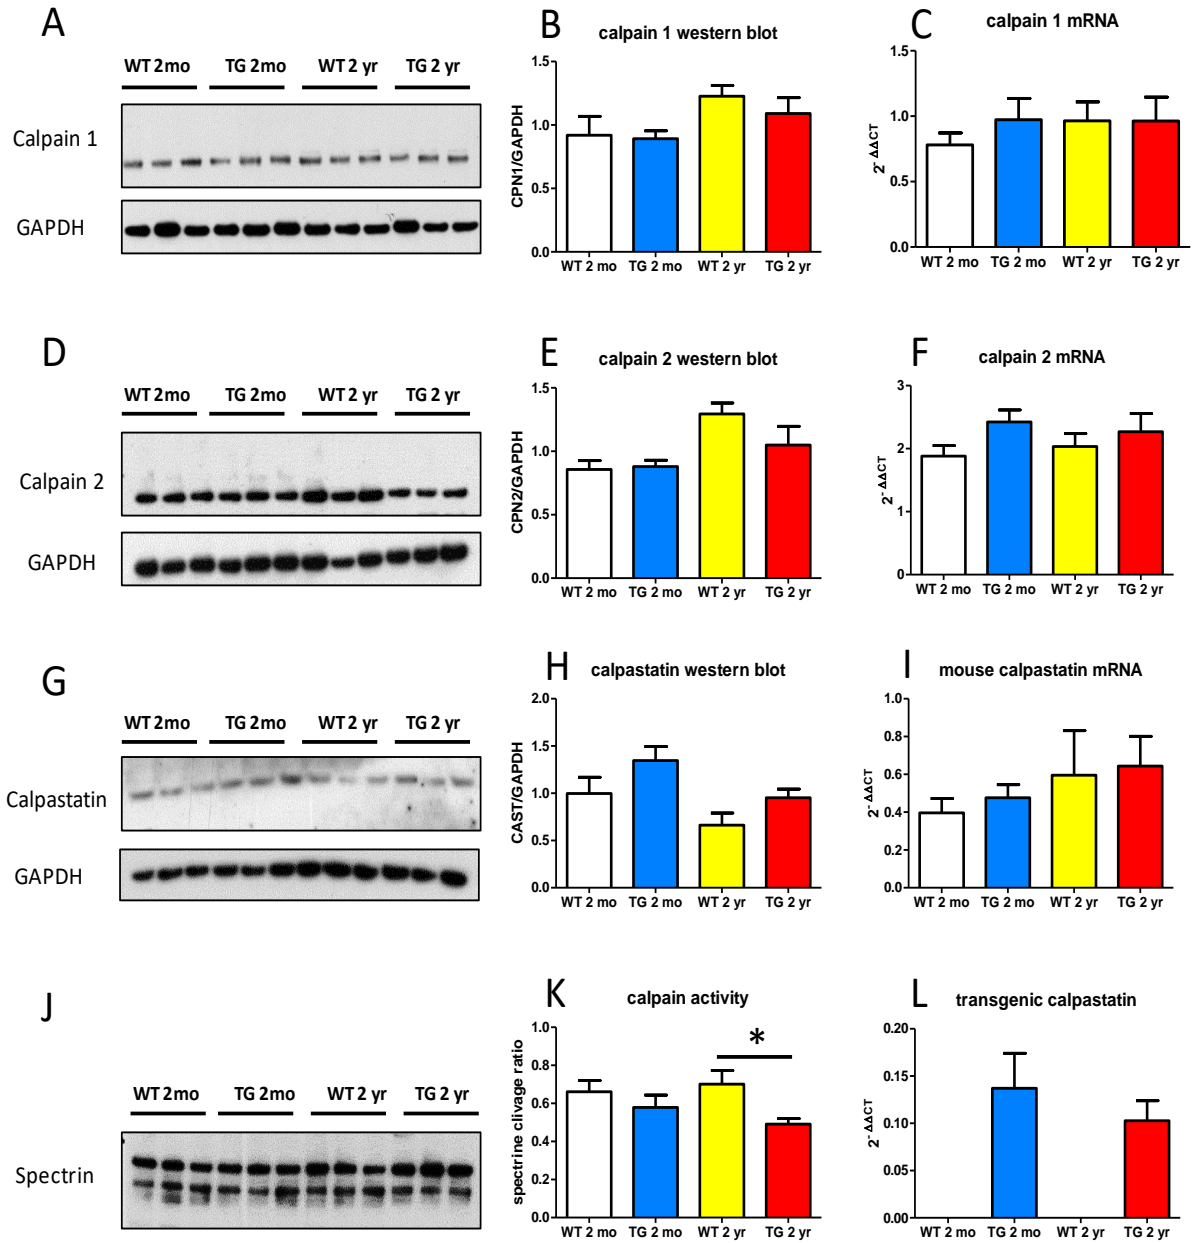 A
WT 2mo TG 2mo WT 2 yr TG 2 yr
Calpain 1
GAPDH
B
calpain 1 western blot
CPN1/GAPDH
1.5
1.0
0.5
0.0
WT 2 mo TG 2 mo WT 2 yr TG 2 yr
C
calpain 1 mRNA
2^-ΔΔCT
1.5
1.0
0.5
0.0
WT 2 mo TG 2 mo WT 2 yr TG 2 yr
D
WT 2mo TG 2mo WT 2 yr TG 2 yr
Calpain 2
GAPDH
E
calpain 2 western blot
CPN2/GAPDH
1.5
1.0
0.5
0.0
WT 2 mo TG 2 mo WT 2 yr TG 2 yr
F
calpain 2 mRNA
2^-ΔΔCT
3
2
1
0
WT 2 mo TG 2 mo WT 2 yr TG 2 yr
G
WT 2mo TG 2mo WT 2 yr TG 2 yr
Calpastatin
GAPDH
H
calpastatin western blot
CAST/GAPDH
2.0
1.5
1.0
0.5
0.0
WT 2 mo TG 2 mo WT 2 yr TG 2 yr
I
mouse calpastatin mRNA
2^-ΔΔCT
1.0
0.8
0.6
0.4
0.2
0.0
WT 2 mo TG 2 mo WT 2 yr TG 2 yr
J
WT 2mo TG 2mo WT 2 yr TG 2 yr
Spectrin
K
calpain activity
spectrine clivage ratio
1.0
0.8
0.6
0.4
0.2
0.0
*
WT 2 mo TG 2 mo WT 2 yr TG 2 yr
L
transgenic calpastatin
2^-ΔΔCT
0.20
0.15
0.10
0.05
0.00
WT 2 mo TG 2 mo WT 2 yr TG 2 yr